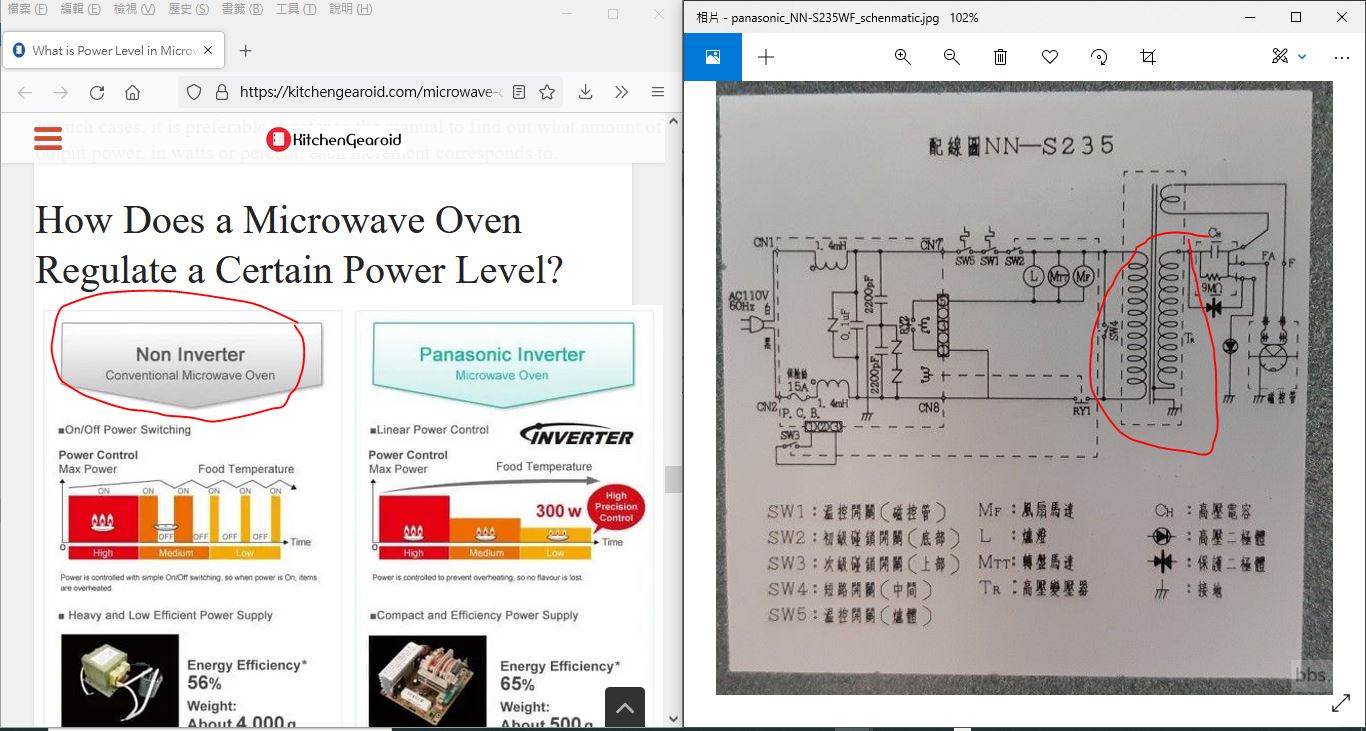 檔案 (F) 編輯 (E) 檢視 (V) 歷史 (S) 書籤 (B) 工具 (T) 說明 (H)
What is Power Level in Microw
https://kitchengearoid.com/microwave-c
KitchenGearoid
such cases, it is preferable to refer to the manual to find out what amount of
output power, in watts or percent, each increment corresponds to.
How Does a Microwave Oven
Regulate a Certain Power Level?
Non Inverter
Conventional Microwave Oven
■On/Off Power Switching
Power Control
Max Power
Food Temperature
ON ON ON ON ON ON
OFF OFF OFF OFF
0
Time
High Medium Low
Power is controlled with simple On/Off switching, so when power is On, items
are overheated.
■ Heavy and Low Efficient Power Supply
Energy Efficiency*
56%
Weight:
About 4,000 g
Panasonic Inverter
Microwave Oven
■Linear Power Control
INVERTER
Power Control
Max Power
Food Temperature
300 w
High
Precision
Control
0
Time
High Medium Low
Power is controlled to prevent overheating, so no flavour is lost.
■Compact and Efficiency Power Supply
Energy Efficiency*
65%
Weight:
About 500g
相片 - panasonic_NN-S235WF_schenmatic.jpg 102%
配線圖NN—S235
CN1
1.4mH
CN7
SW5 SW1 SW2
L MTT MF
CH
FA F
9MΩ
AC110V
60Hz
2200pF
0.1uF
RY2
SW4
TR
2200pF
保險絲
15A
1.4mH
CN2
CN8
RY1
磁控管
P.C.B.
SW3
SW1：溫控開關(磁控管)
SW2：初級碰鎖開關(底部)
SW3：次級碰鎖開關(上部)
SW4：短路開關(中間)
SW5：溫控開關(爐體)
MF：風扇馬達
L：爐燈
MTT：轉盤馬達
TR：高壓變壓器
CH：高壓電容
：高壓二極體
：保護二極體
：接地
bbs.